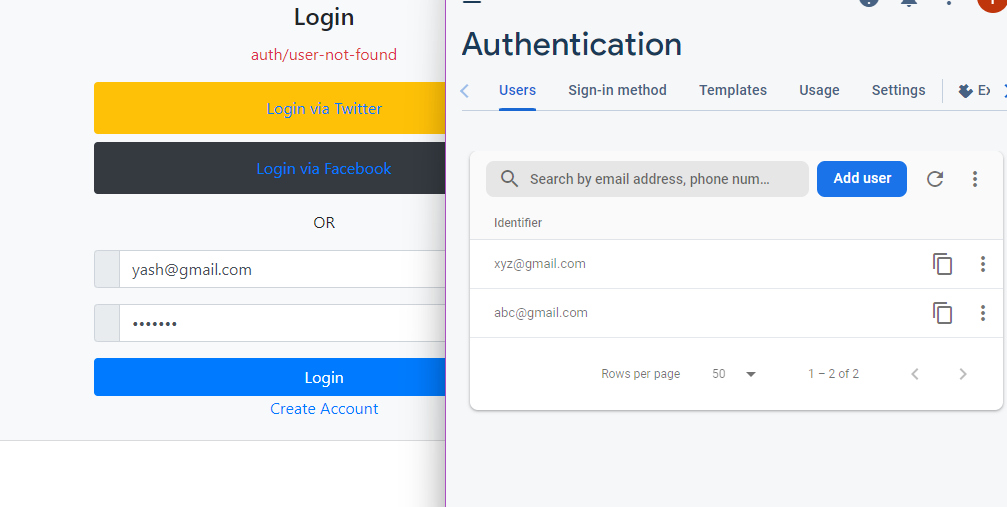 Login
auth/user-not-found
Login via Twitter
Login via Facebook
OR
yash@gmail.com
•••••••
Login
Create Account
Authentication
Users Sign-in method Templates Usage Settings Ex
Search by email address, phone num...
Add user
Identifier
xyz@gmail.com
abc@gmail.com
Rows per page 50 1 – 2 of 2